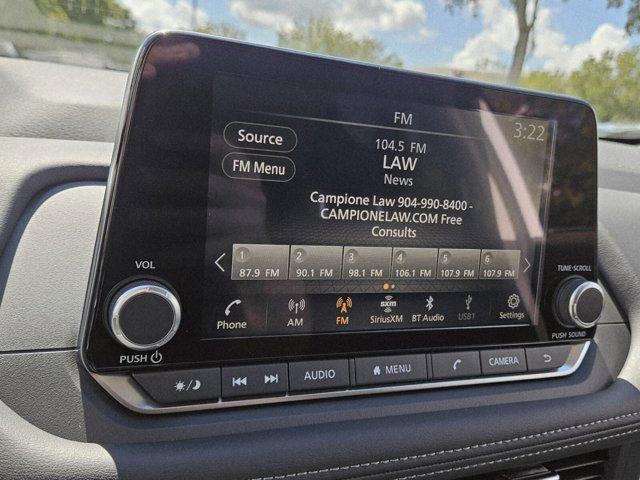 FM
3:22
Source
FM Menu
104.5 FM
LAW
News
Campione Law 904-990-8400 -
CAMPIONELAW.COM Free
Consults
1 2 3 4 5 6
87.9 FM 90.1 FM 98.1 FM 106.1 FM 107.9 FM 107.9 FM
sxm
Phone AM FM SiriusXM BT Audio USB1 Settings
VOL
PUSH
TUNE·SCROLL
PUSH SOUND
AUDIO MENU CAMERA